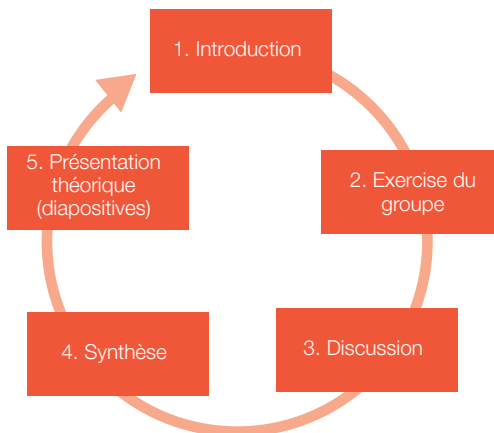 1. Introduction
2. Exercise du
groupe
3. Discussion
4. Synthèse
5. Présentation
théorique
(diapositives)